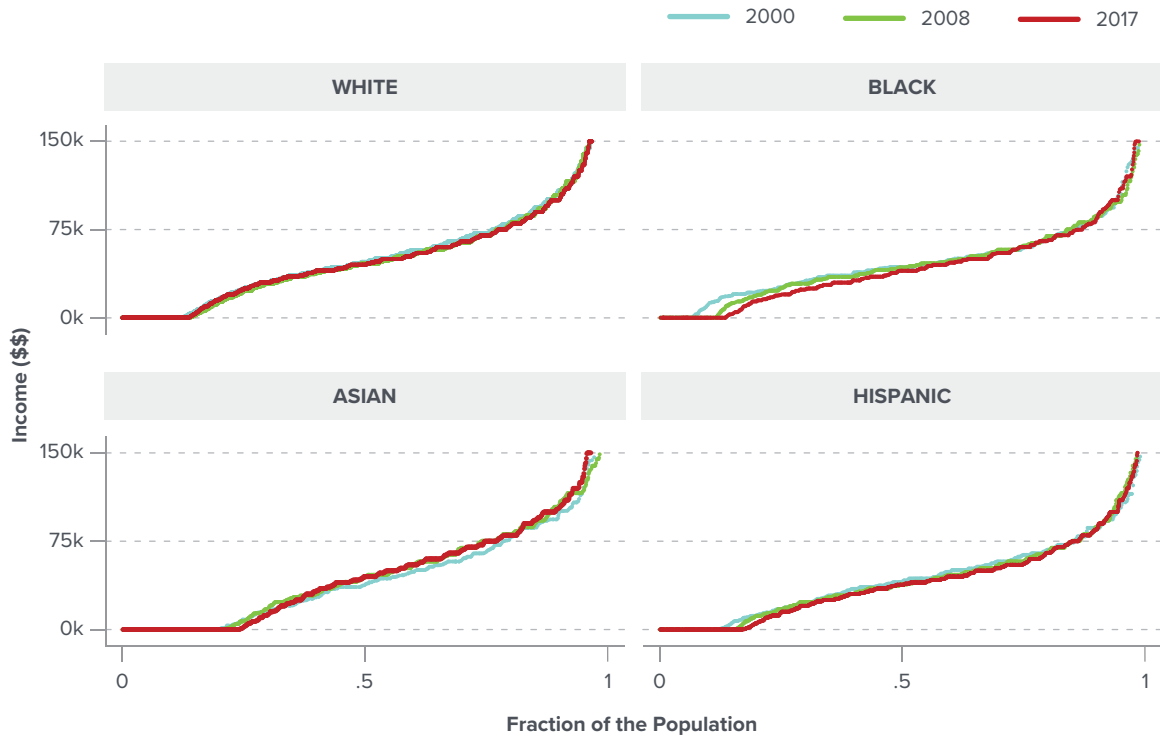 2000 2008 2017
WHITE BLACK
150k
75k
0k
Income ($$)
ASIAN HISPANIC
150k
75k
0k
0 .5 1 0 .5 1
Fraction of the Population